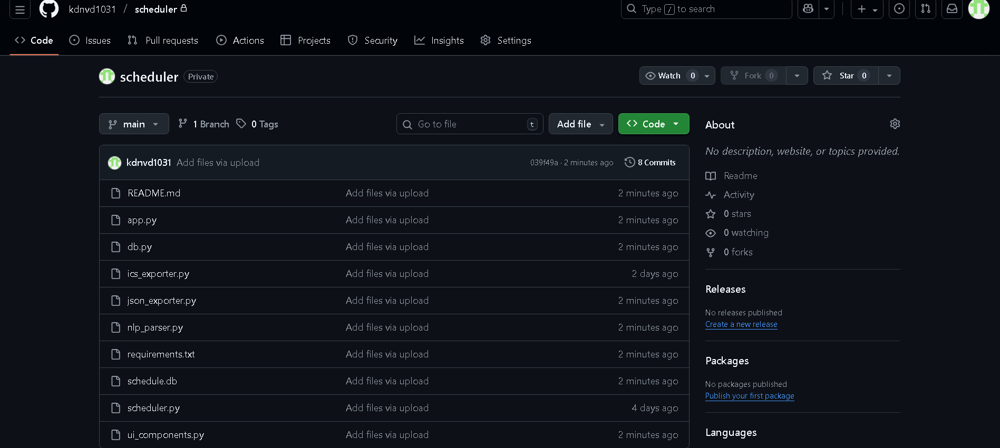 kdnvd1031 / scheduler
Type / to search
Code
Issues
Pull requests
Actions
Projects
Security
Insights
Settings
scheduler Private
Watch 0
Fork 0
Star 0
main
1 Branch
0 Tags
Go to file t
Add file
Code
kdnvd1031 Add files via upload 039f49a · 2 minutes ago 8 Commits
README.md Add files via upload 2 minutes ago
app.py Add files via upload 2 minutes ago
db.py Add files via upload 2 minutes ago
ics_exporter.py Add files via upload 2 days ago
json_exporter.py Add files via upload 2 minutes ago
nlp_parser.py Add files via upload 2 minutes ago
requirements.txt Add files via upload 2 minutes ago
schedule.db Add files via upload 2 minutes ago
scheduler.py Add files via upload 4 days ago
ui_components.py Add files via upload 2 minutes ago
About
No description, website, or topics provided.
Readme
Activity
0 stars
0 watching
0 forks
Releases
No releases published
Create a new release
Packages
No packages published
Publish your first package
Languages